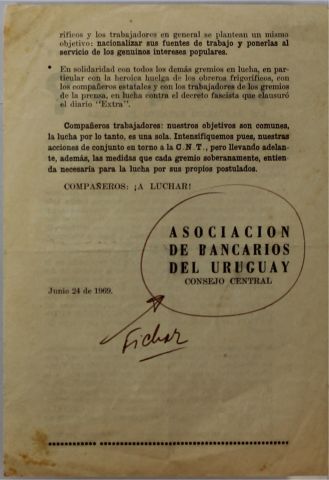 ríficos y los trabajadores en general se plantean un mismo
objetivo: nacionalizar sus fuentes de trabajo y ponerlas al
servicio de los genuinos intereses populares.
* En solidaridad con todos los demás gremios en lucha, en par-
ticular con la heroica huelga de los obreros frigoríficos, con
los compañeros estatales y con los trabajadores de los gremios
de la prensa, en lucha contra el decreto fascista que clausuró
el diario "Extra".
Compañeros trabajadores: nuestros objetivos son comunes,
la lucha por lo tanto, es una sola. Intensifiquemos pues, nuestras
acciones de conjunto en torno a la C.N.T., pero llevando adelan-
te, además, las medidas que cada gremio soberanamente, entien-
da necesaria para la lucha por sus propios postulados.
COMPAÑEROS: ¡A LUCHAR!
ASOCIACION
DE BANCARIOS
DEL URUGUAY
CONSEJO CENTRAL
Junio 24 de 1969.
Fichar